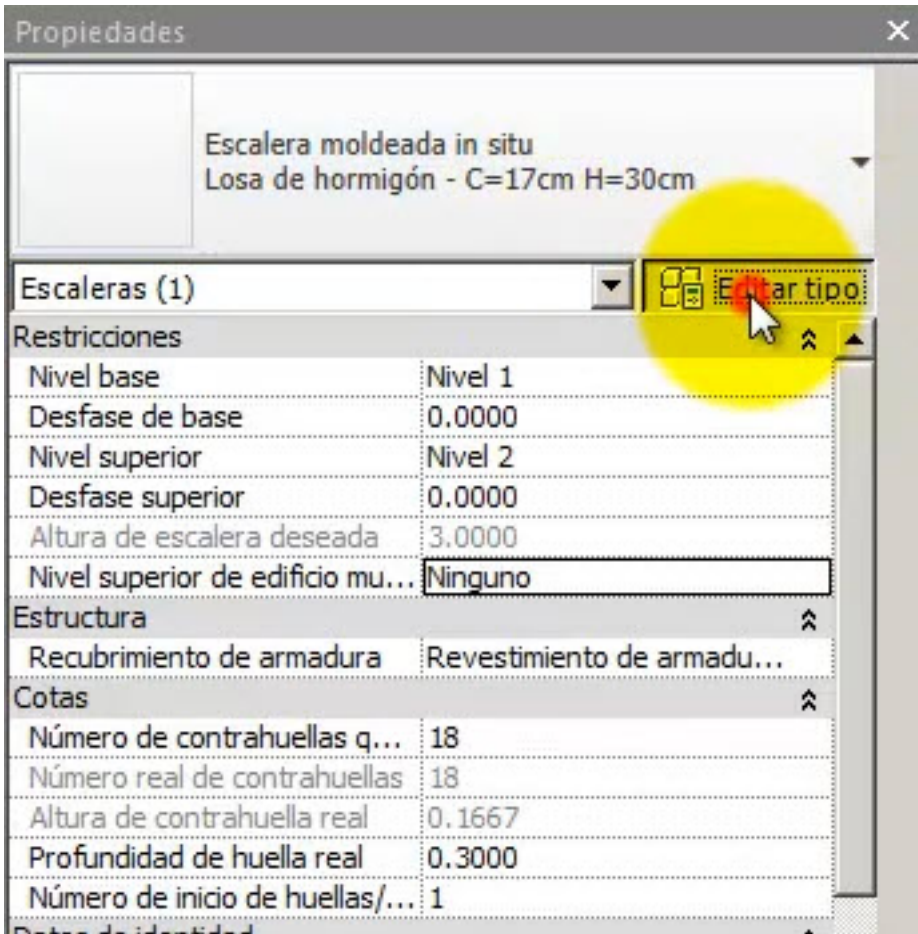 Propiedades
Escalera moldeada in situ
Losa de hormigón - C=17cm H=30cm
Escaleras (1)
Editar tipo
Restricciones
Nivel base Nivel 1
Desfase de base 0.0000
Nivel superior Nivel 2
Desfase superior 0.0000
Altura de escalera deseada 3.0000
Nivel superior de edificio mu... Ninguno
Estructura
Recubrimiento de armadura Revestimiento de armadu...
Cotas
Número de contrahuellas q... 18
Número real de contrahuellas 18
Altura de contrahuella real 0.1667
Profundidad de huella real 0.3000
Número de inicio de huellas/... 1
Datos de identidad